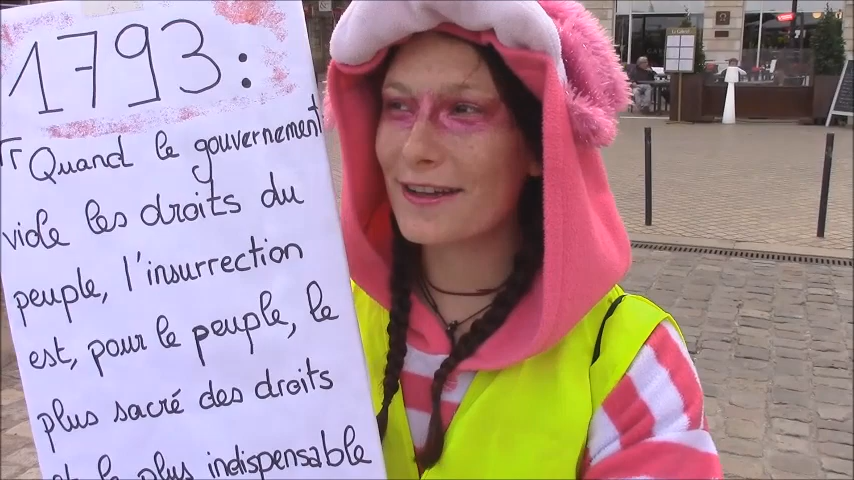 1793 :
" Quand le gouvernement
viole les droits du
peuple, l'insurrection
est, pour le peuple, le
plus sacré des droits
et le plus indispensable